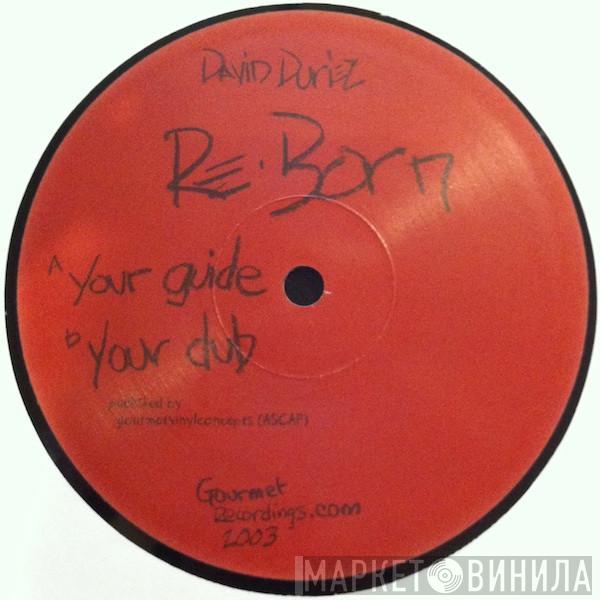 David Duriez
Re·Born
A Your guide
b Your dub
published by
gourmetvinylconcepts (ASCAP)
Gourmet
Recordings.com
2003
МАРКЕТ ВИНИЛА